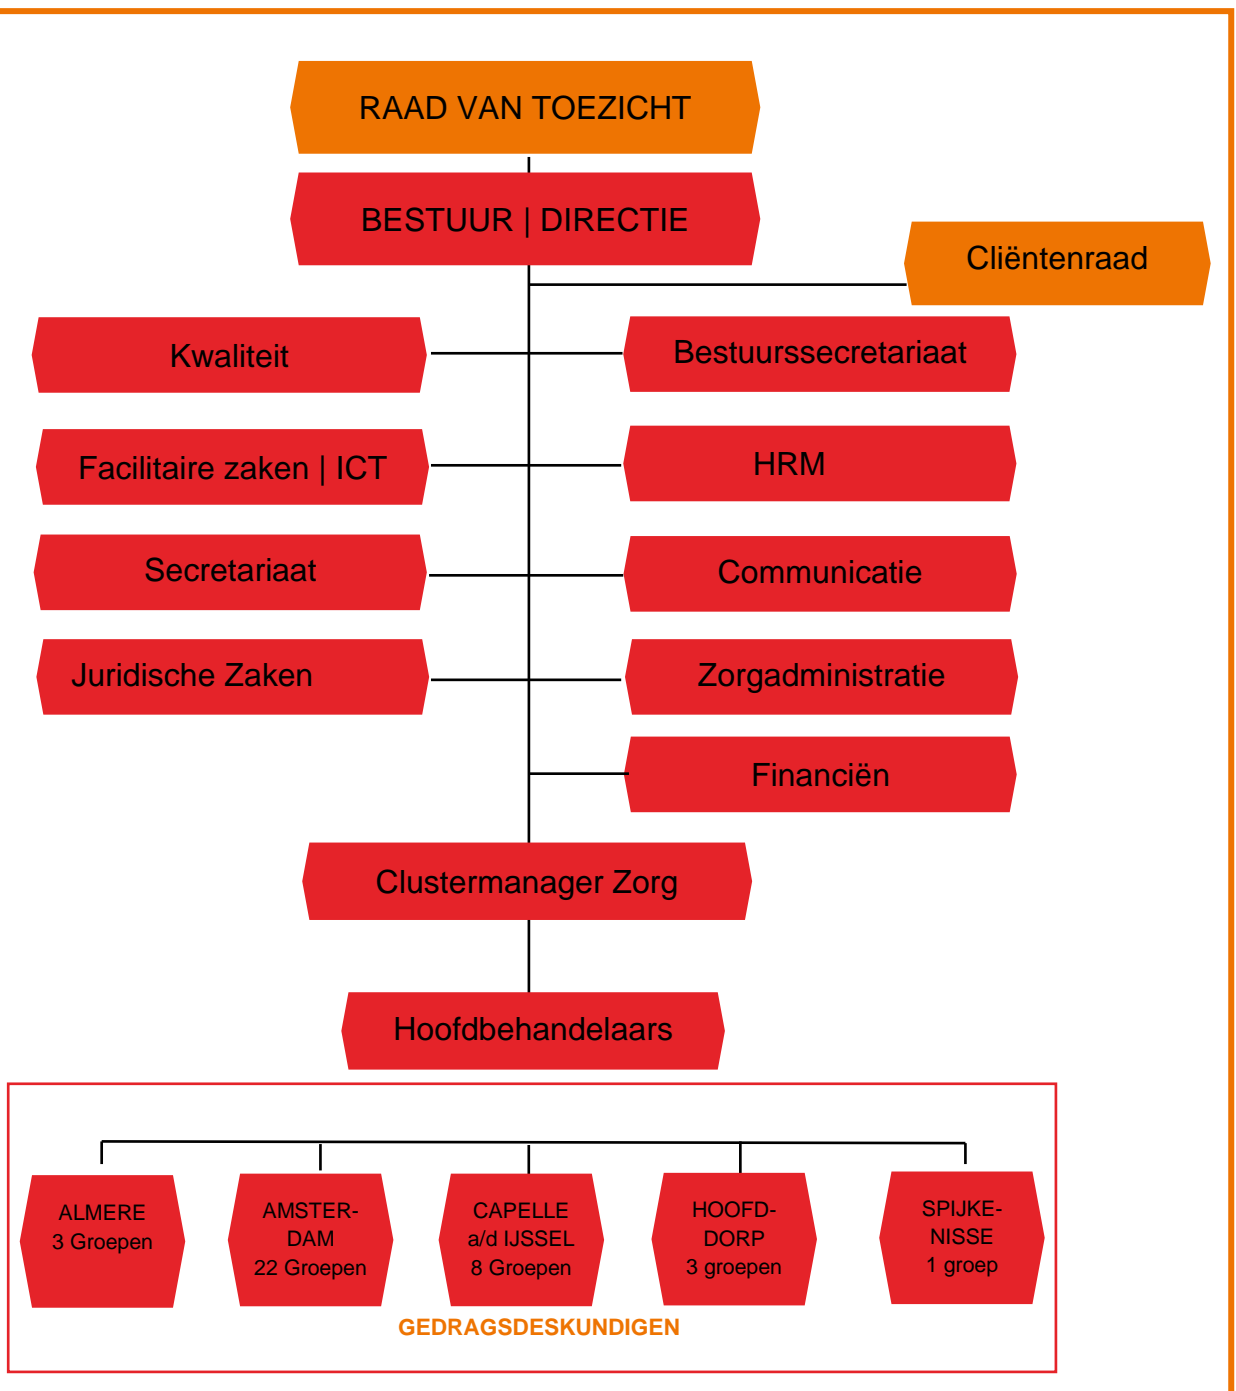 RAAD VAN TOEZICHT
BESTUUR | DIRECTIE
Cliëntenraad
Kwaliteit
Bestuurssecretariaat
Facilitaire zaken | ICT
HRM
Secretariaat
Communicatie
Juridische Zaken
Zorgadministratie
Financiën
Clustermanager Zorg
Hoofdbehandelaars
ALMERE
3 Groepen
AMSTER-
DAM
22 Groepen
CAPELLE
a/d IJSSEL
8 Groepen
HOOFD-
DORP
3 groepen
SPIJKE-
NISSE
1 groep
GEDRAGSDESKUNDIGEN